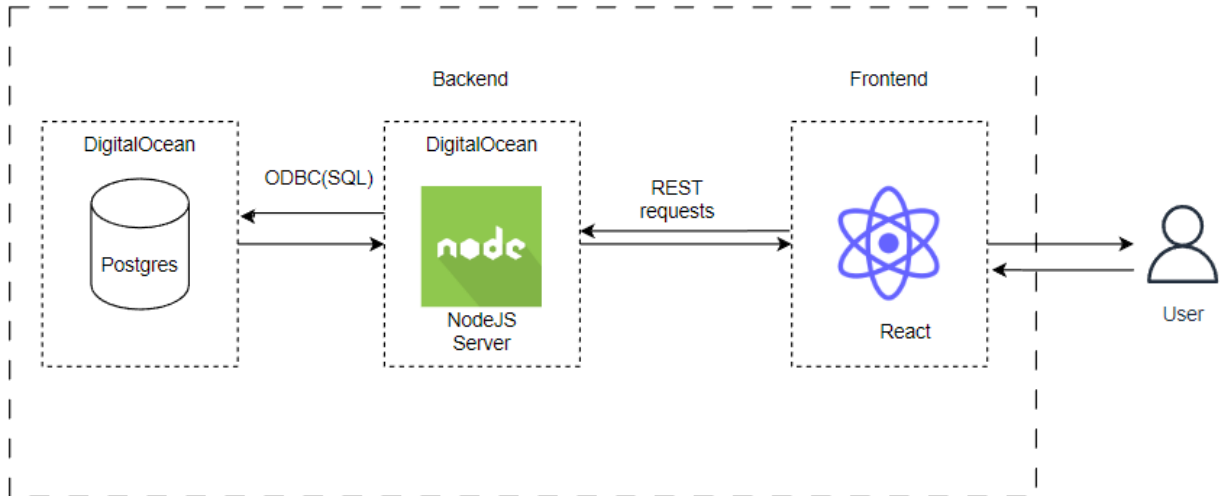 Backend
Frontend
DigitalOcean
DigitalOcean
ODBC(SQL)
REST
requests
node
Postgres
NodeJS
Server
React
User